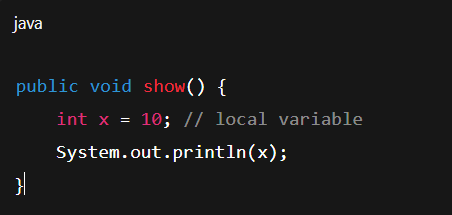 java
public void show() {
    int x = 10; // local variable
    System.out.println(x);
}